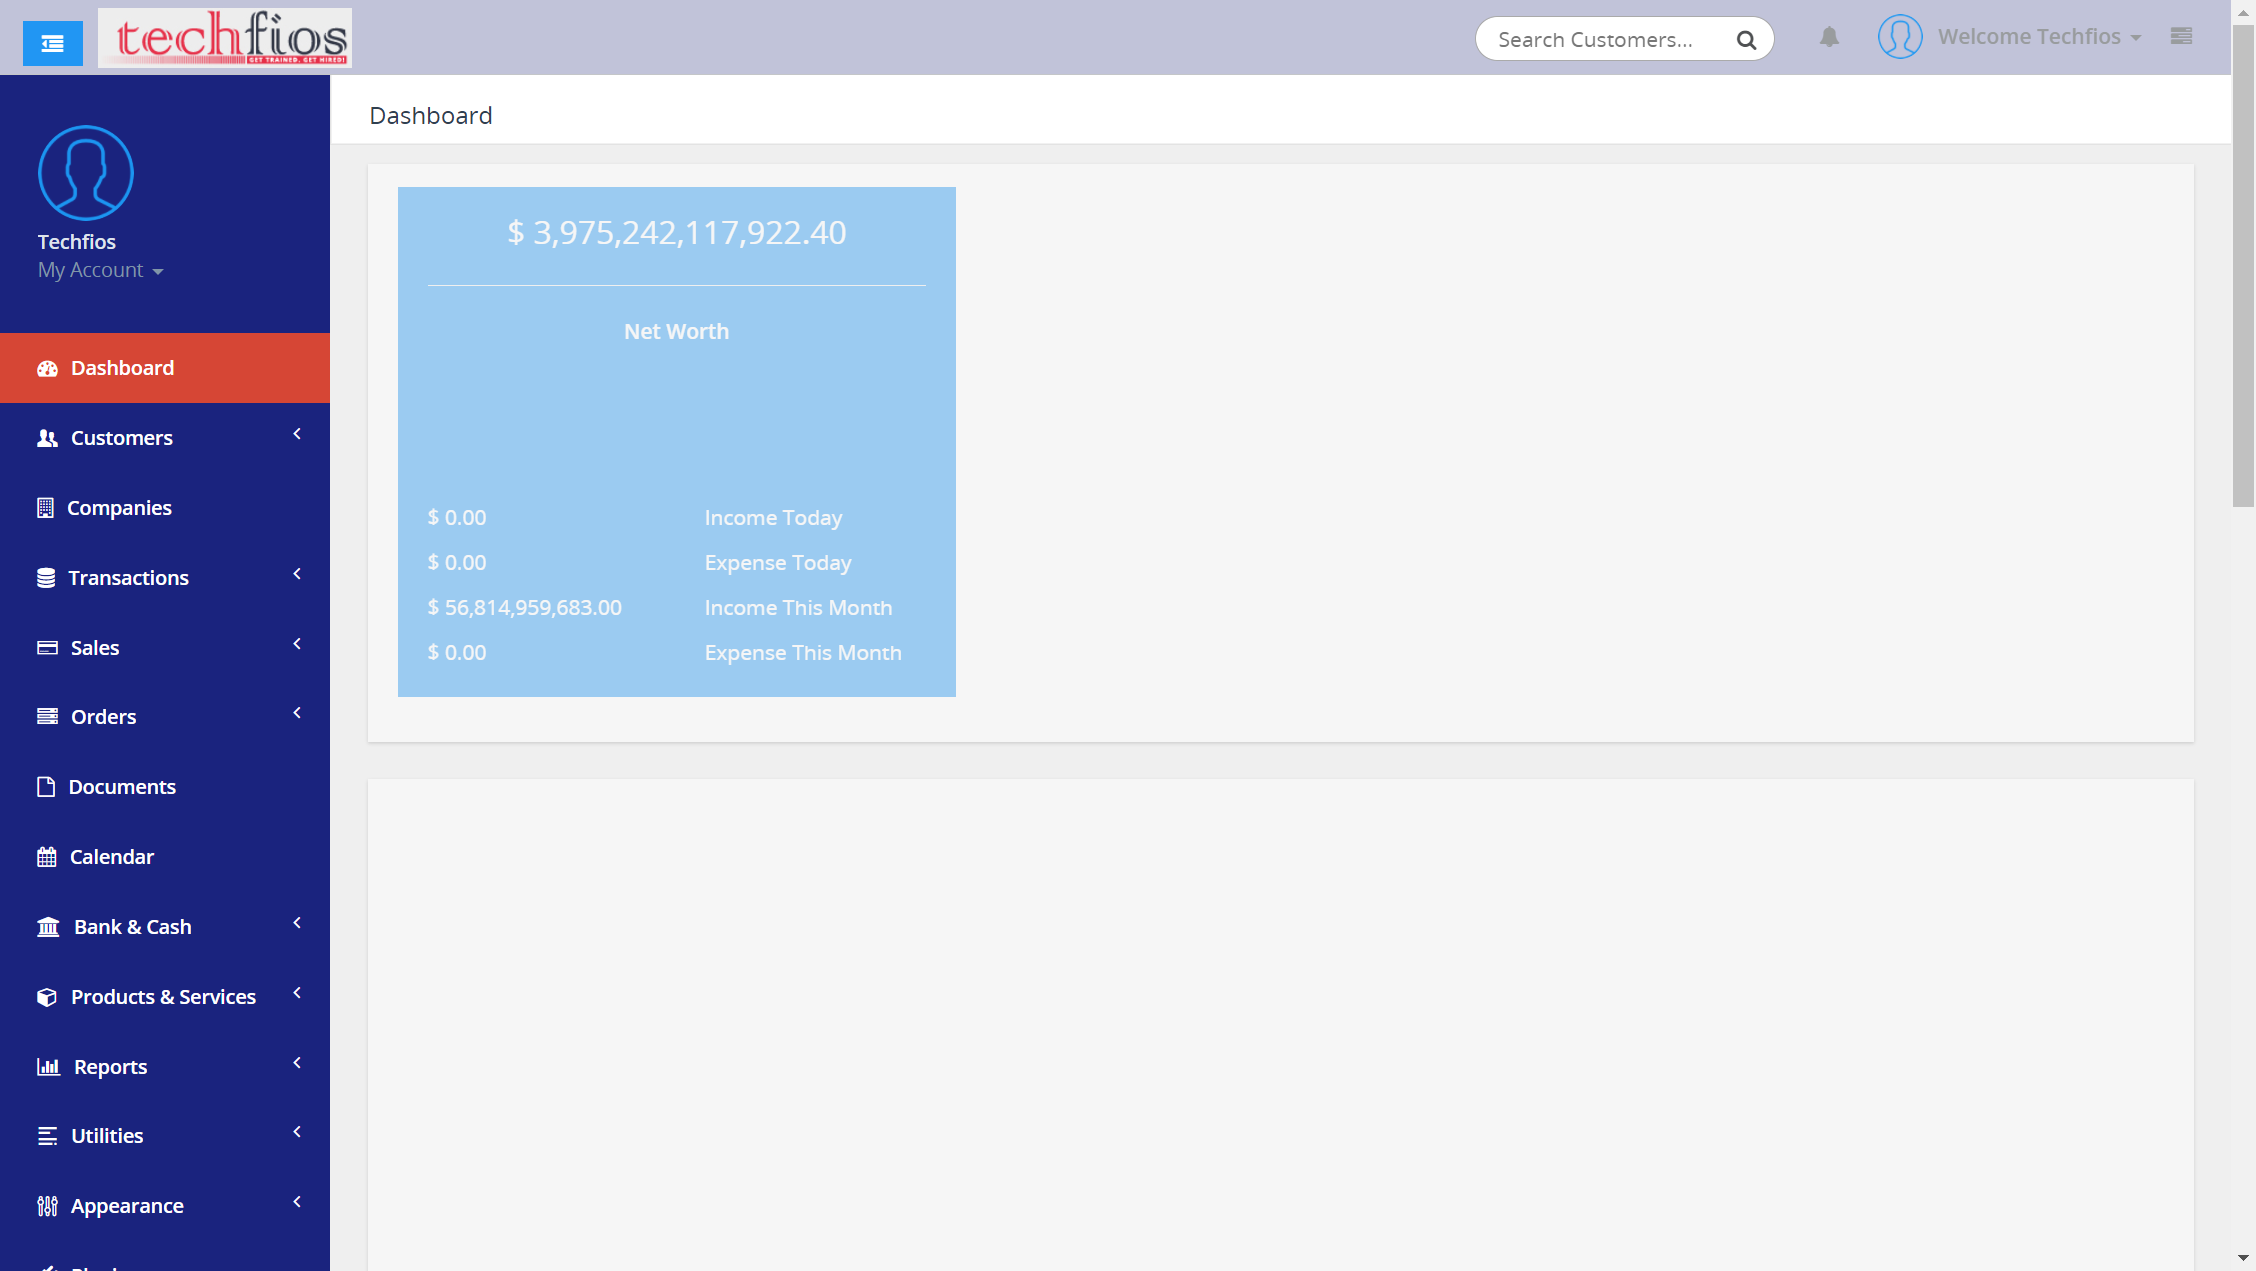 techfios
GET TRAINED. GET HIRED!
Search Customers...
Welcome Techfios
Techfios
My Account
Dashboard
Customers
Companies
Transactions
Sales
Orders
Documents
Calendar
Bank & Cash
Products & Services
Reports
Utilities
Appearance
Dashboard
$ 3,975,242,117,922.40
Net Worth
$ 0.00 Income Today
$ 0.00 Expense Today
$ 56,814,959,683.00 Income This Month
$ 0.00 Expense This Month